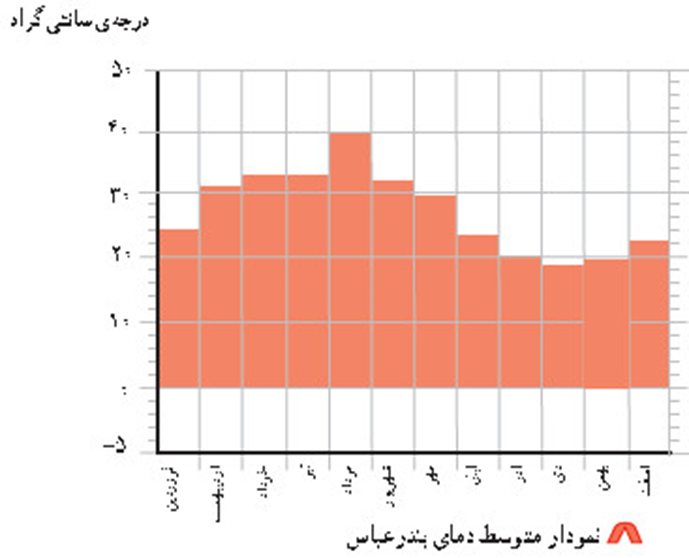 درجه‌ی سانتی‌گراد
۵۰
۴۰
۳۰
۲۰
۱۰
۰
−۵
فروردین
اردیبهشت
خرداد
تیر
مرداد
شهریور
مهر
آبان
آذر
دی
بهمن
اسفند
نمودار متوسط دمای بندرعباس